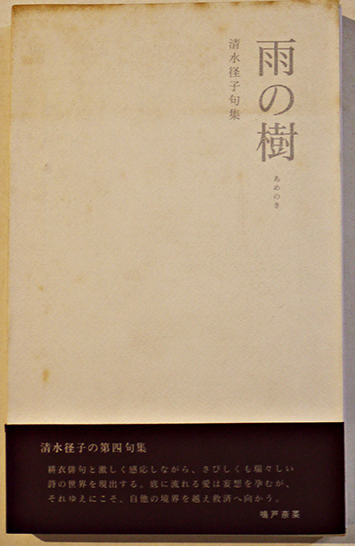 雨の樹
あめのき
清水径子句集
清水径子の第四句集
耕衣俳句と激しく感応しながら、さびしくも瑞々しい
詩の世界を現出する。底に流れる愛は妄想を孕むが、
それゆえにこそ、自他の境界を越え救済へ向かう。
鳴戸奈菜